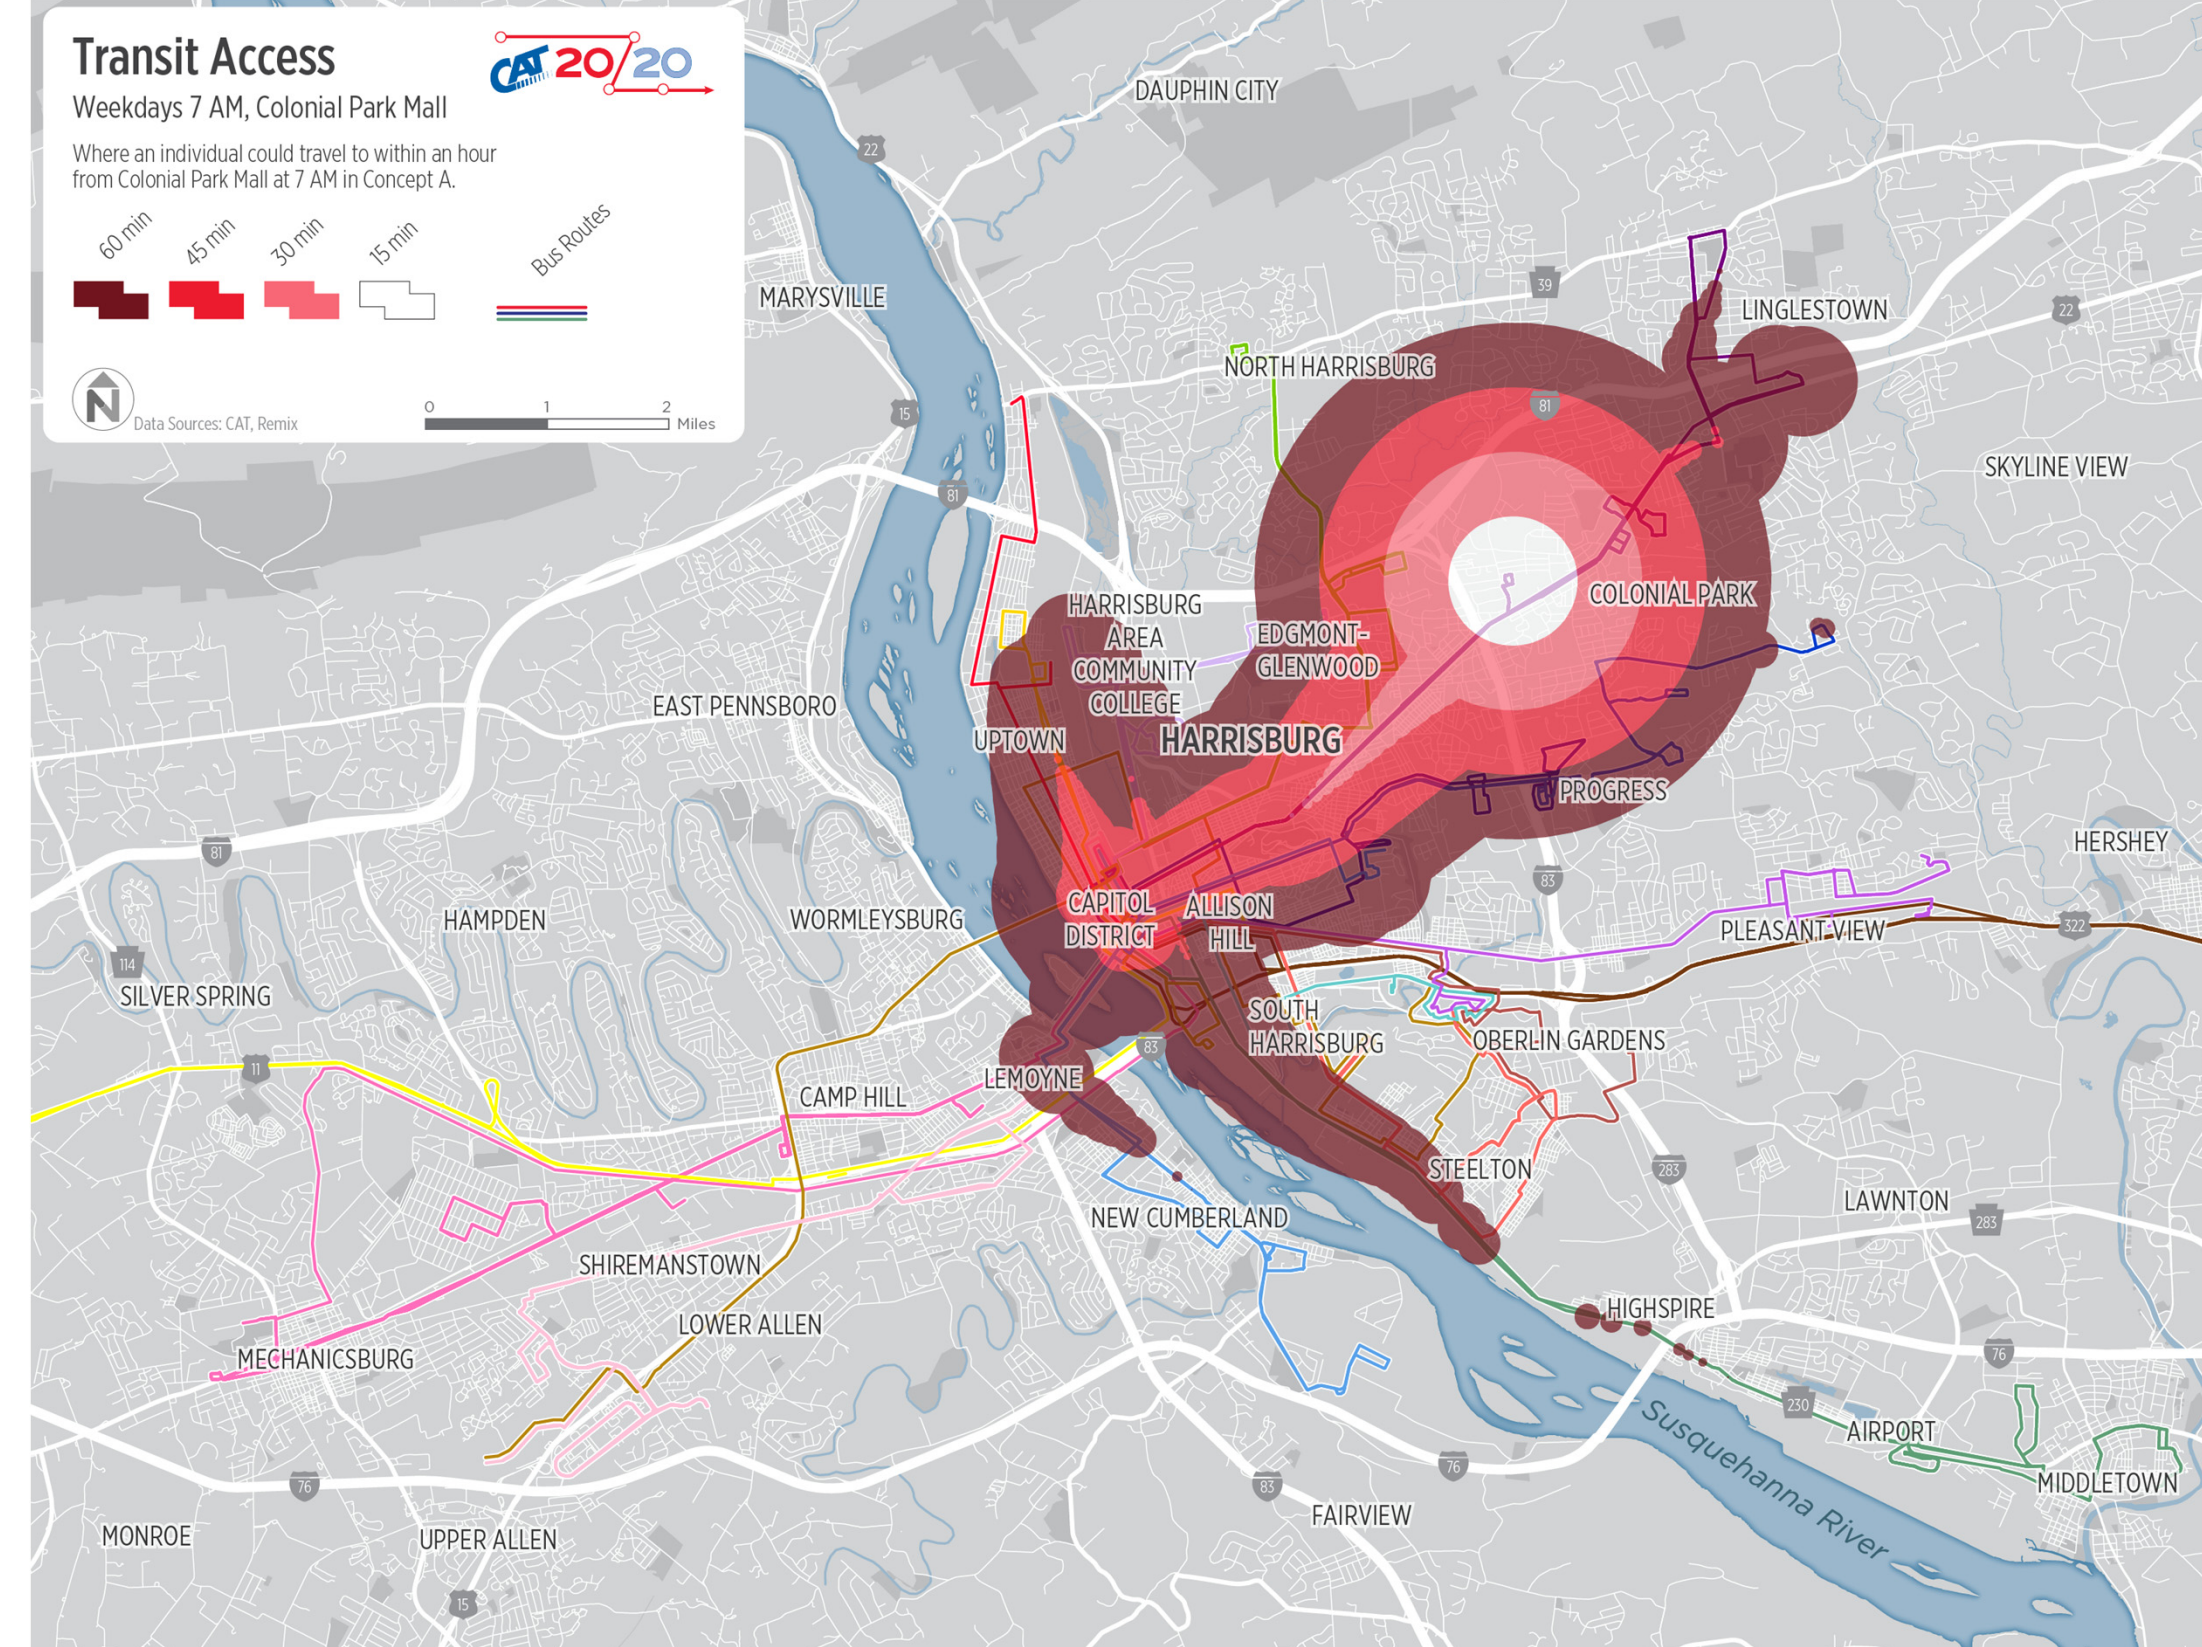 Transit Access
CAT 20/20
Weekdays 7 AM, Colonial Park Mall
Where an individual could travel to within an hour
from Colonial Park Mall at 7 AM in Concept A.
60 min
45 min
30 min
15 min
Bus Routes
N
Data Sources: CAT, Remix
0
1
2
Miles
DAUPHIN CITY
22
MARYSVILLE
39
LINGLESTOWN
22
NORTH HARRISBURG
15
81
81
SKYLINE VIEW
HARRISBURG
AREA
COMMUNITY
COLLEGE
COLONIAL PARK
EDGMONT-
GLENWOOD
EAST PENNSBORO
UPTOWN
HARRISBURG
PROGRESS
HERSHEY
81
83
CAPITOL
DISTRICT
ALLISON
HILL
HAMPDEN
WORMLEYSBURG
PLEASANT VIEW
322
114
SILVER SPRING
SOUTH
HARRISBURG
OBERLIN GARDENS
83
11
LEMOYNE
CAMP HILL
STEELTON
283
LAWNTON
283
NEW CUMBERLAND
SHIREMANSTOWN
LOWER ALLEN
HIGHSPIRE
MECHANICSBURG
76
230
AIRPORT
Susquehanna River
76
76
83
MIDDLETOWN
FAIRVIEW
MONROE
UPPER ALLEN
15